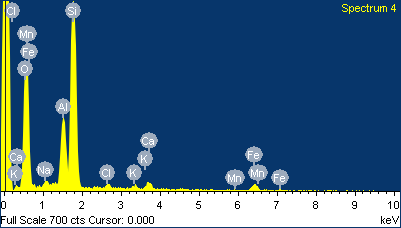 Spectrum 4
Cl
Si
Mn
Fe
O
Al
Ca
K
Na
Cl
K
Ca
K
Mn
Fe
Mn
Fe
0 1 2 3 4 5 6 7 8 9 10
Full Scale 700 cts Cursor: 0.000 keV